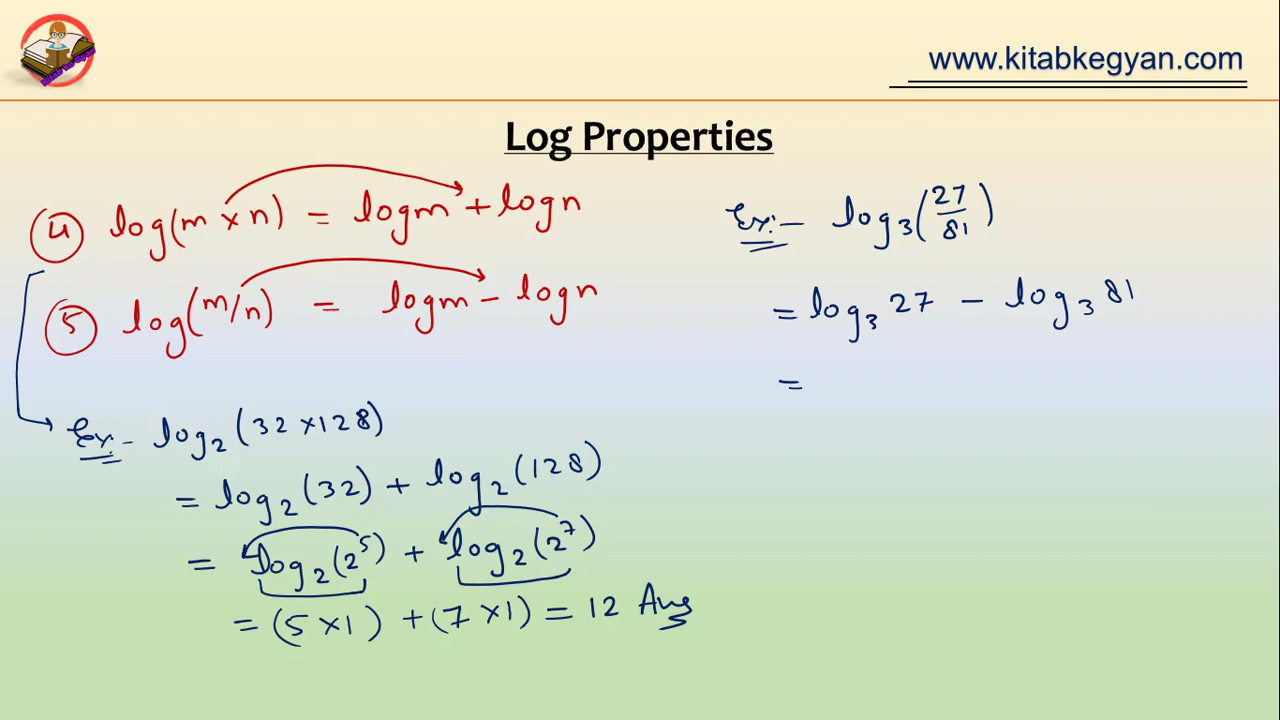 www.kitabkegyan.com
Log Properties
④ log(m × n) = logm + logn
⑤ log(m/n) = logm - logn
Ex:- log₂(32×128)
= log₂(32) + log₂(128)
= log₂(2⁵) + log₂(2⁷)
= (5×1) + (7×1) = 12 Ans
Ex:- log₃(27/81)
= log₃27 - log₃81
=